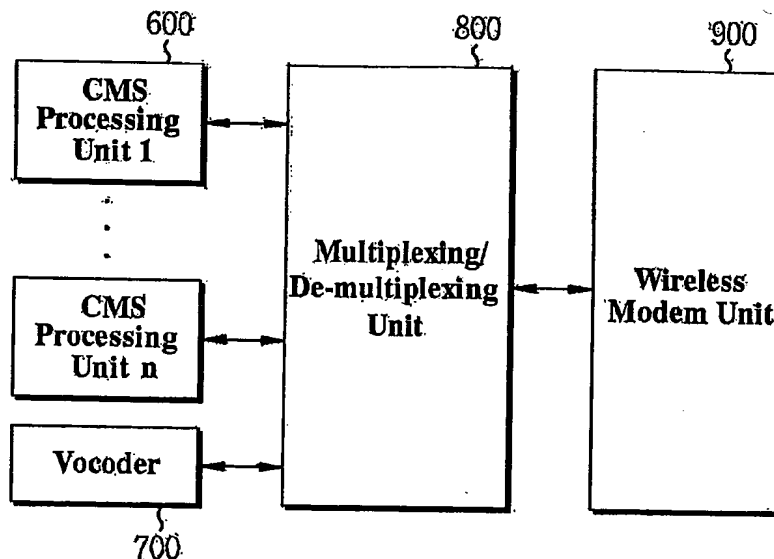 600
800
900
CMS
Processing
Unit 1
Multiplexing/
De-multiplexing
Unit
Wireless
Modem Unit
CMS
Processing
Unit n
Vocoder
700